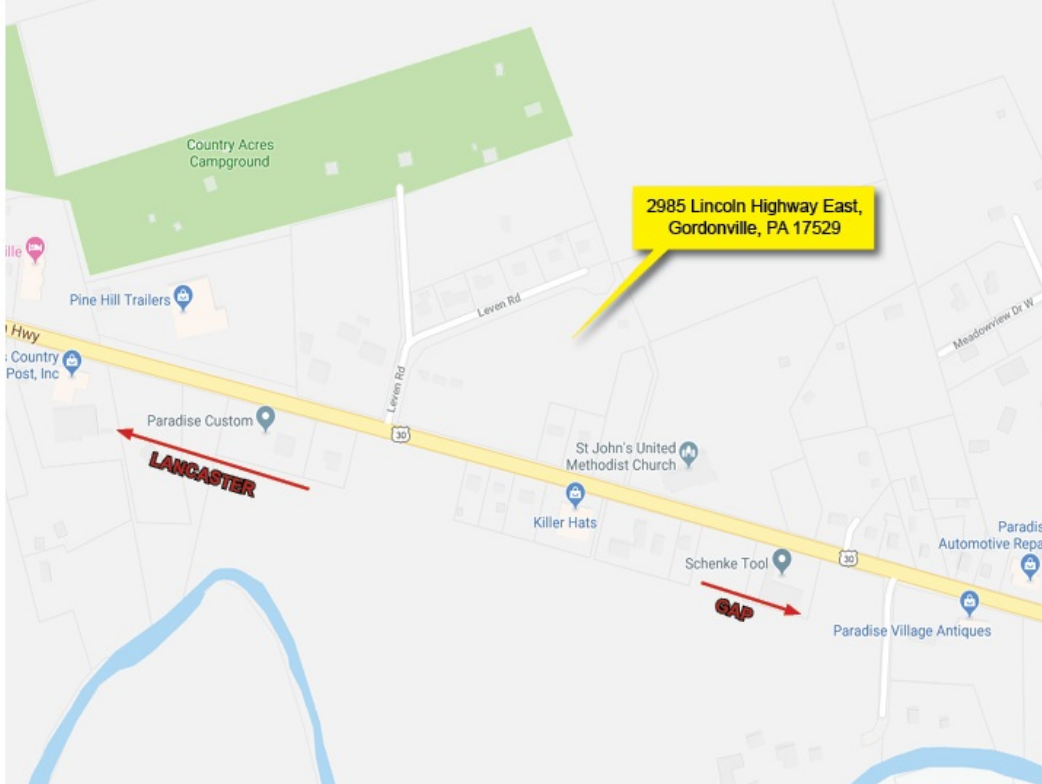 Country Acres
Campground
2985 Lincoln Highway East,
Gordonville, PA 17529
ille
Pine Hill Trailers
Leven Rd
Meadowview Dr W
Hwy
s Country
Post, Inc
Leven Rd
Paradise Custom
30
LANCASTER
St John's United
Methodist Church
Killer Hats
Paradis
Automotive Repa
30
Schenke Tool
GAP
Paradise Village Antiques